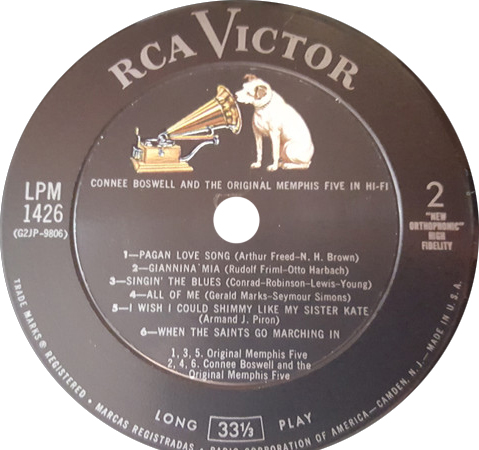 RCA VICTOR
CONNEE BOSWELL AND THE ORIGINAL MEMPHIS FIVE IN HI-FI
LPM
1426
(G2JP-9806)
2
"NEW
ORTHOPHONIC"
HIGH
FIDELITY
1—PAGAN LOVE SONG (Arthur Freed–N. H. Brown)
2—GIANNINA MIA (Rudolf Friml–Otto Harbach)
3—SINGIN' THE BLUES (Conrad–Robinson–Lewis–Young)
4—ALL OF ME (Gerald Marks–Seymour Simons)
5—I WISH I COULD SHIMMY LIKE MY SISTER KATE
(Armand J. Piron)
6—WHEN THE SAINTS GO MARCHING IN
1, 3, 5. Original Memphis Five
2, 4, 6. Connee Boswell and the
Original Memphis Five
LONG 33⅓ PLAY
TRADE MARKS ® REGISTERED • MARCAS REGISTRADAS • RADIO CORPORATION OF AMERICA—CAMDEN, N. J.—MADE IN U.S.A.